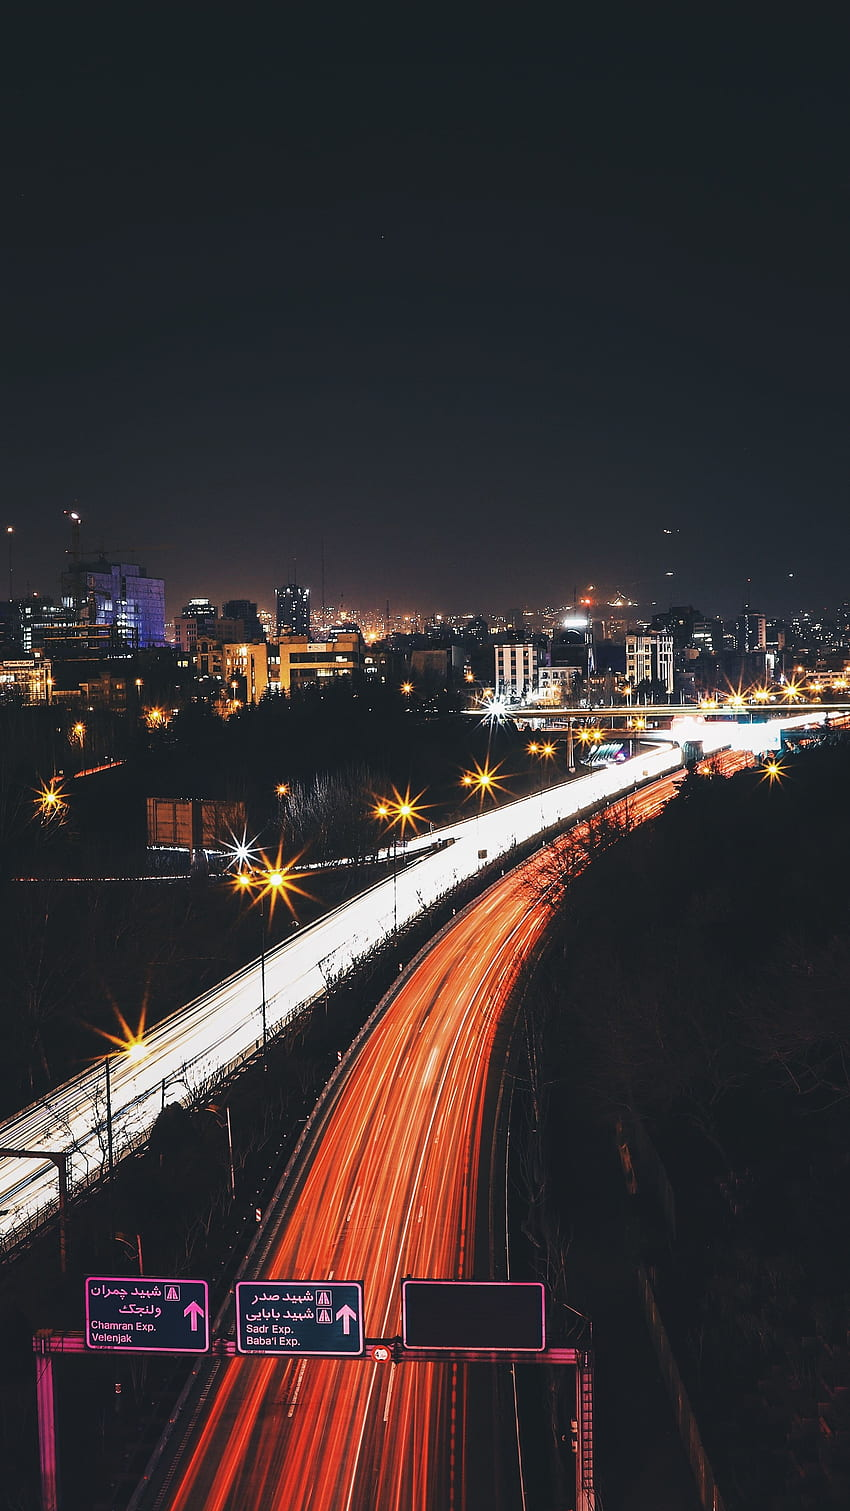 شهید چمران
ولنجک
Chamran Exp.
Velenjak
شهید صدر
شهید بابایی
Sadr Exp.
Baba'i Exp.